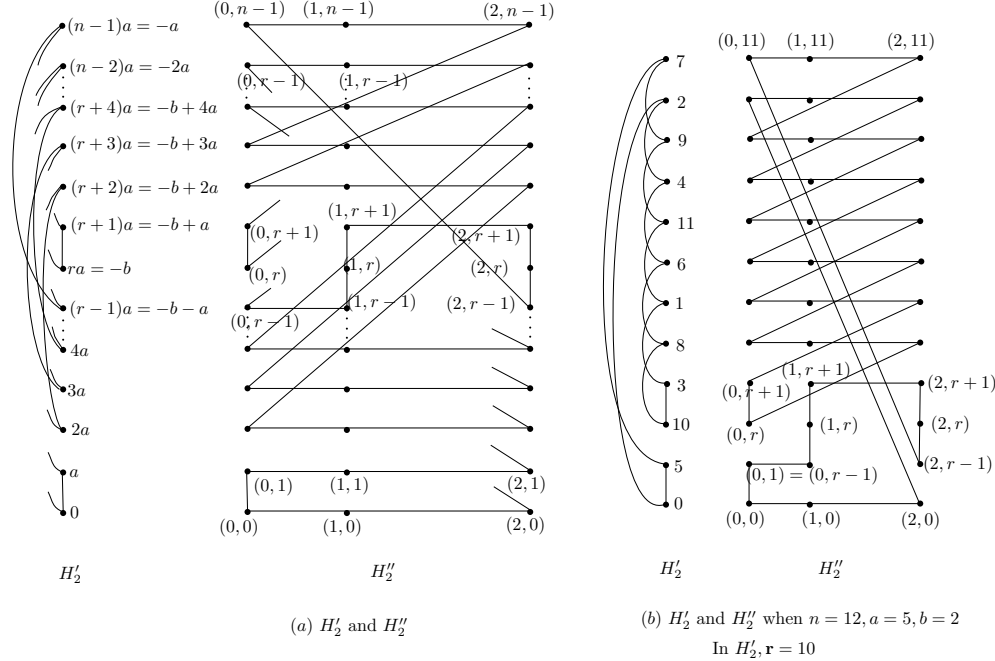 (0, n − 1) (1, n − 1) (2, n − 1)
(n − 1)a = −a
(n − 2)a = −2a
(0, r − 1) (1, r − 1)
(r + 4)a = −b + 4a
(r + 3)a = −b + 3a
(r + 2)a = −b + 2a
(r + 1)a = −b + a
(1, r + 1)
(0, r + 1) (2, r + 1)
ra = −b
(0, r) (1, r) (2, r)
(r − 1)a = −b − a
(0, r − 1) (1, r − 1) (2, r − 1)
4a
3a
2a
a
(0, 1) (1, 1) (2, 1)
0
(0, 0) (1, 0) (2, 0)
H′₂ H″₂
(a) H′₂ and H″₂
(0, 11) (1, 11) (2, 11)
7
2
9
4
11
6
1
8
(1, r + 1)
3
(0, r + 1) (2, r + 1)
10
(0, r) (1, r) (2, r)
5
(0, 1) = (0, r − 1) (2, r − 1)
0
(0, 0) (1, 0) (2, 0)
H′₂ H″₂
(b) H′₂ and H″₂ when n = 12, a = 5, b = 2
In H′₂, r = 10